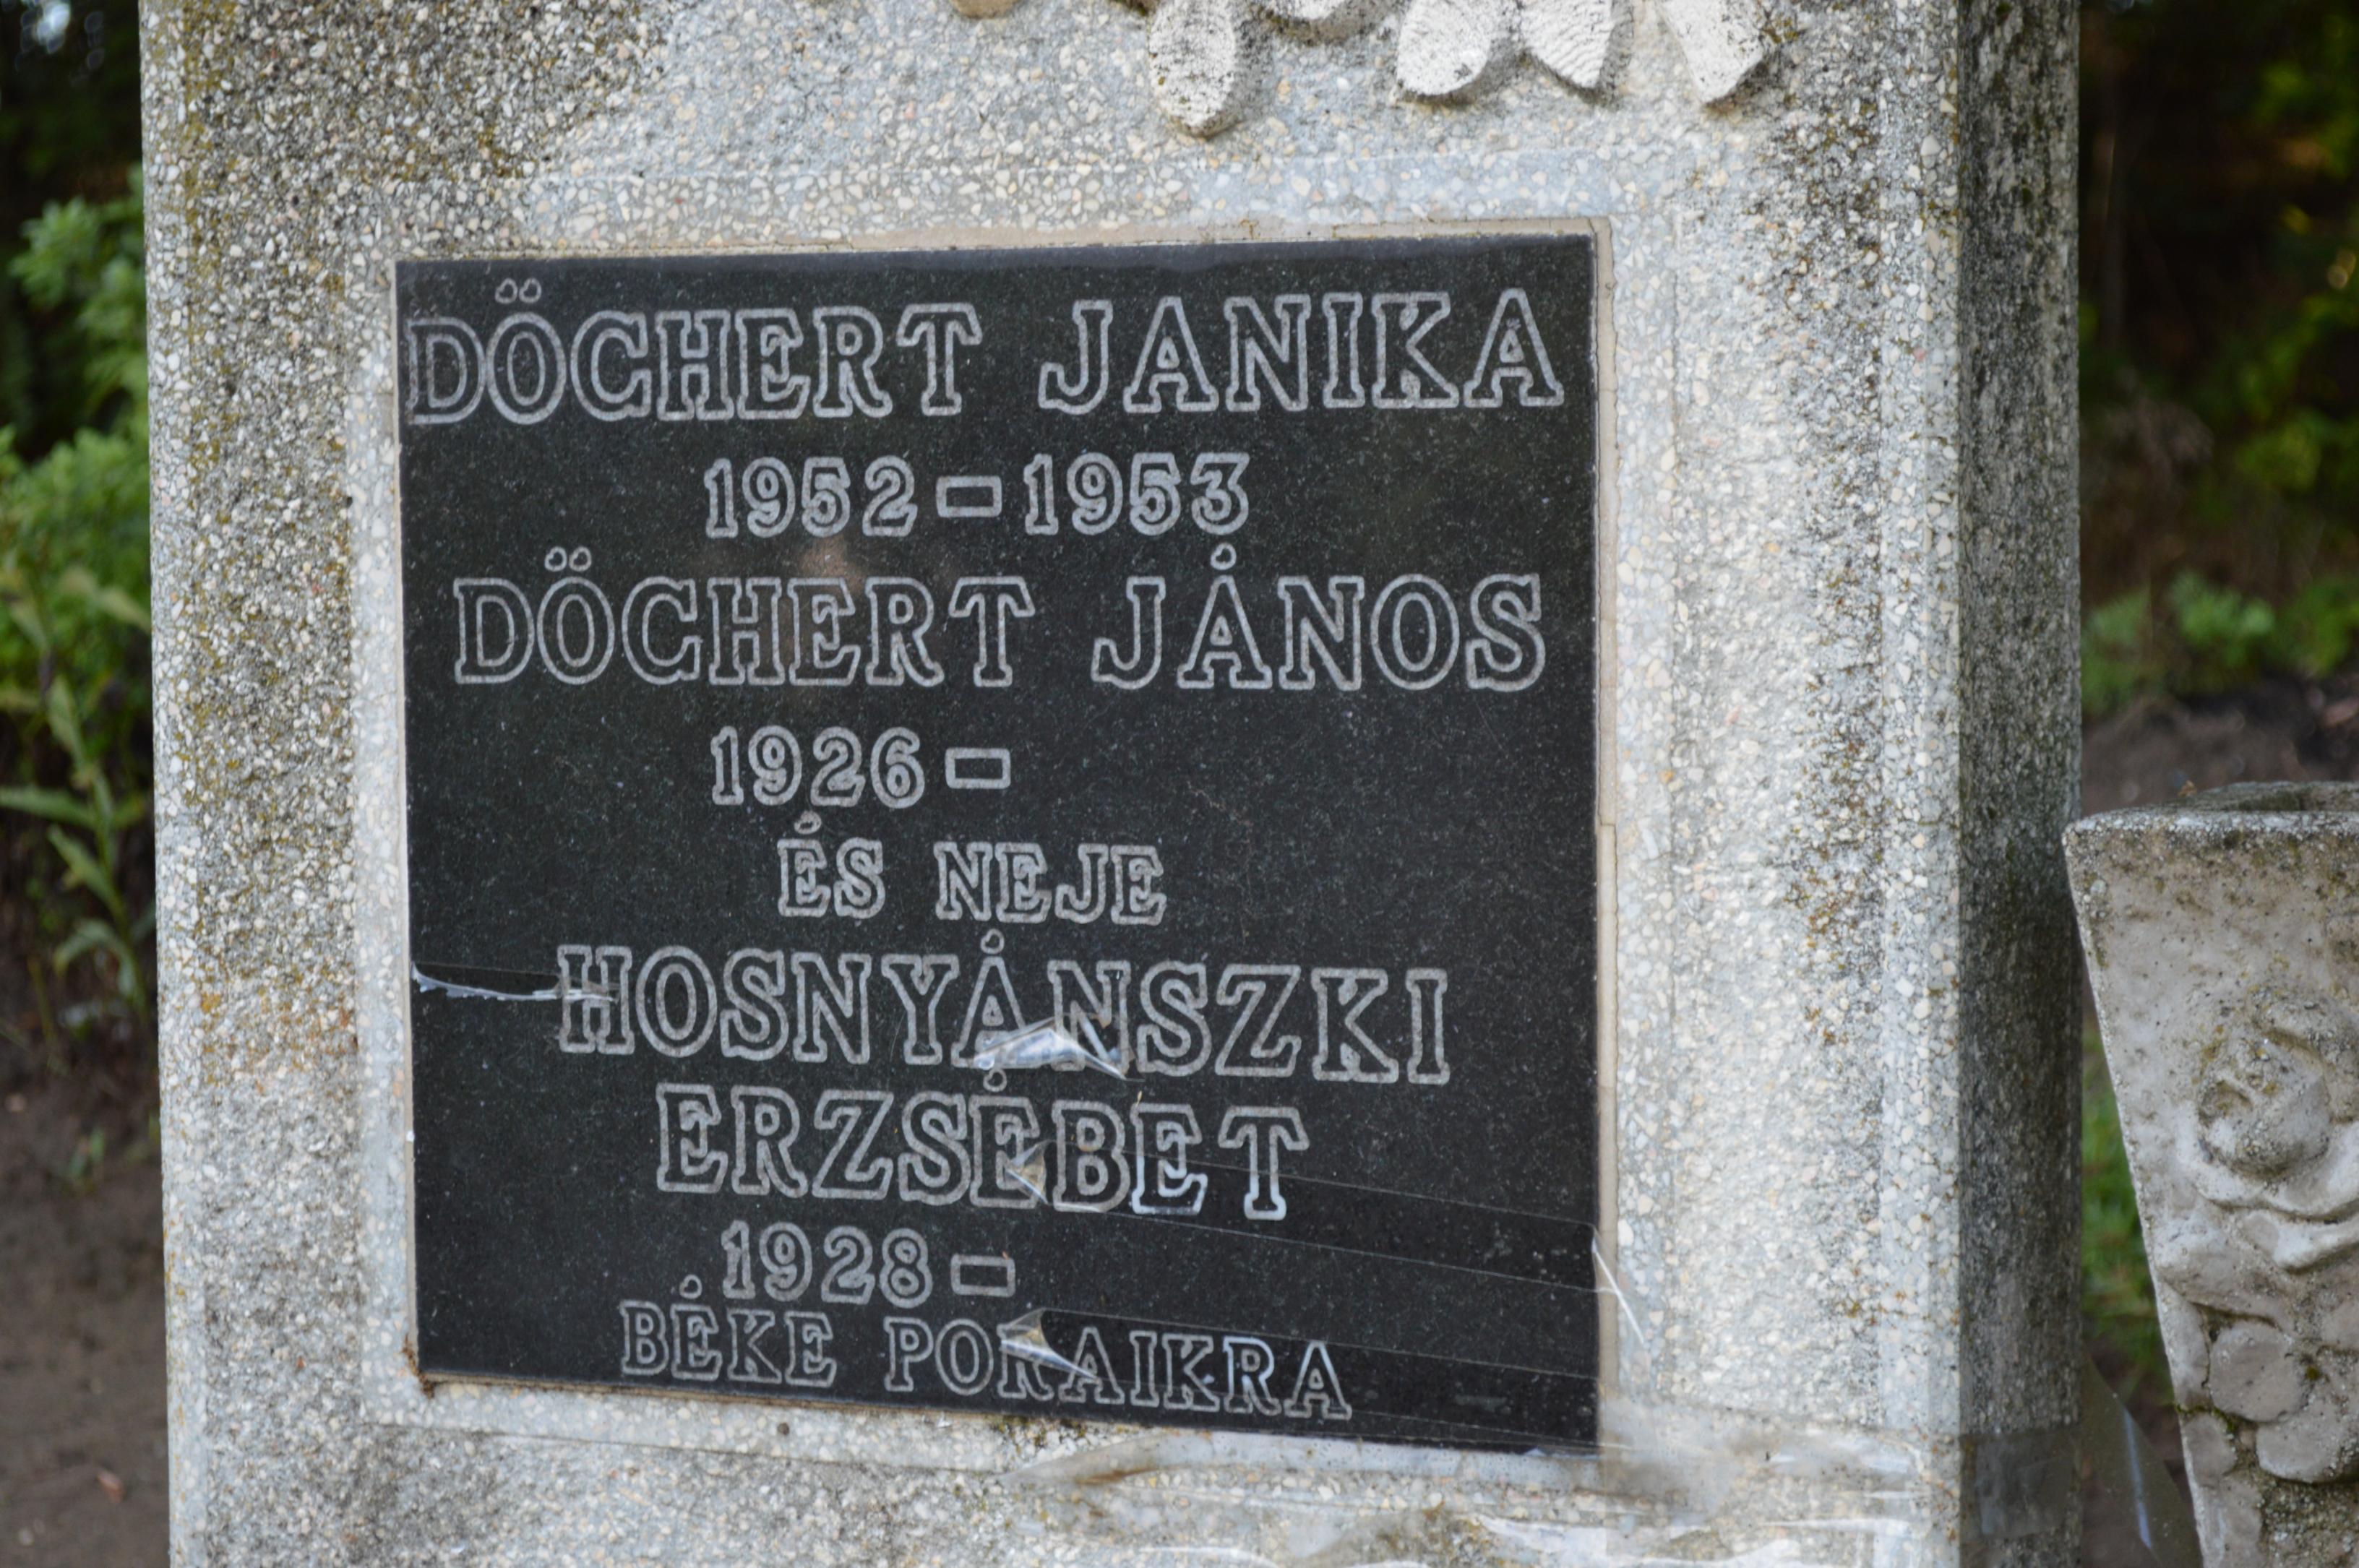 DÖCHERT JANIKA
1952-1953
DÖCHERT JÁNOS
1926-
ÉS NEJE
HOSNYÁNSZKI
ERZSÉBET
1928-
BÉKE PORAIKRA